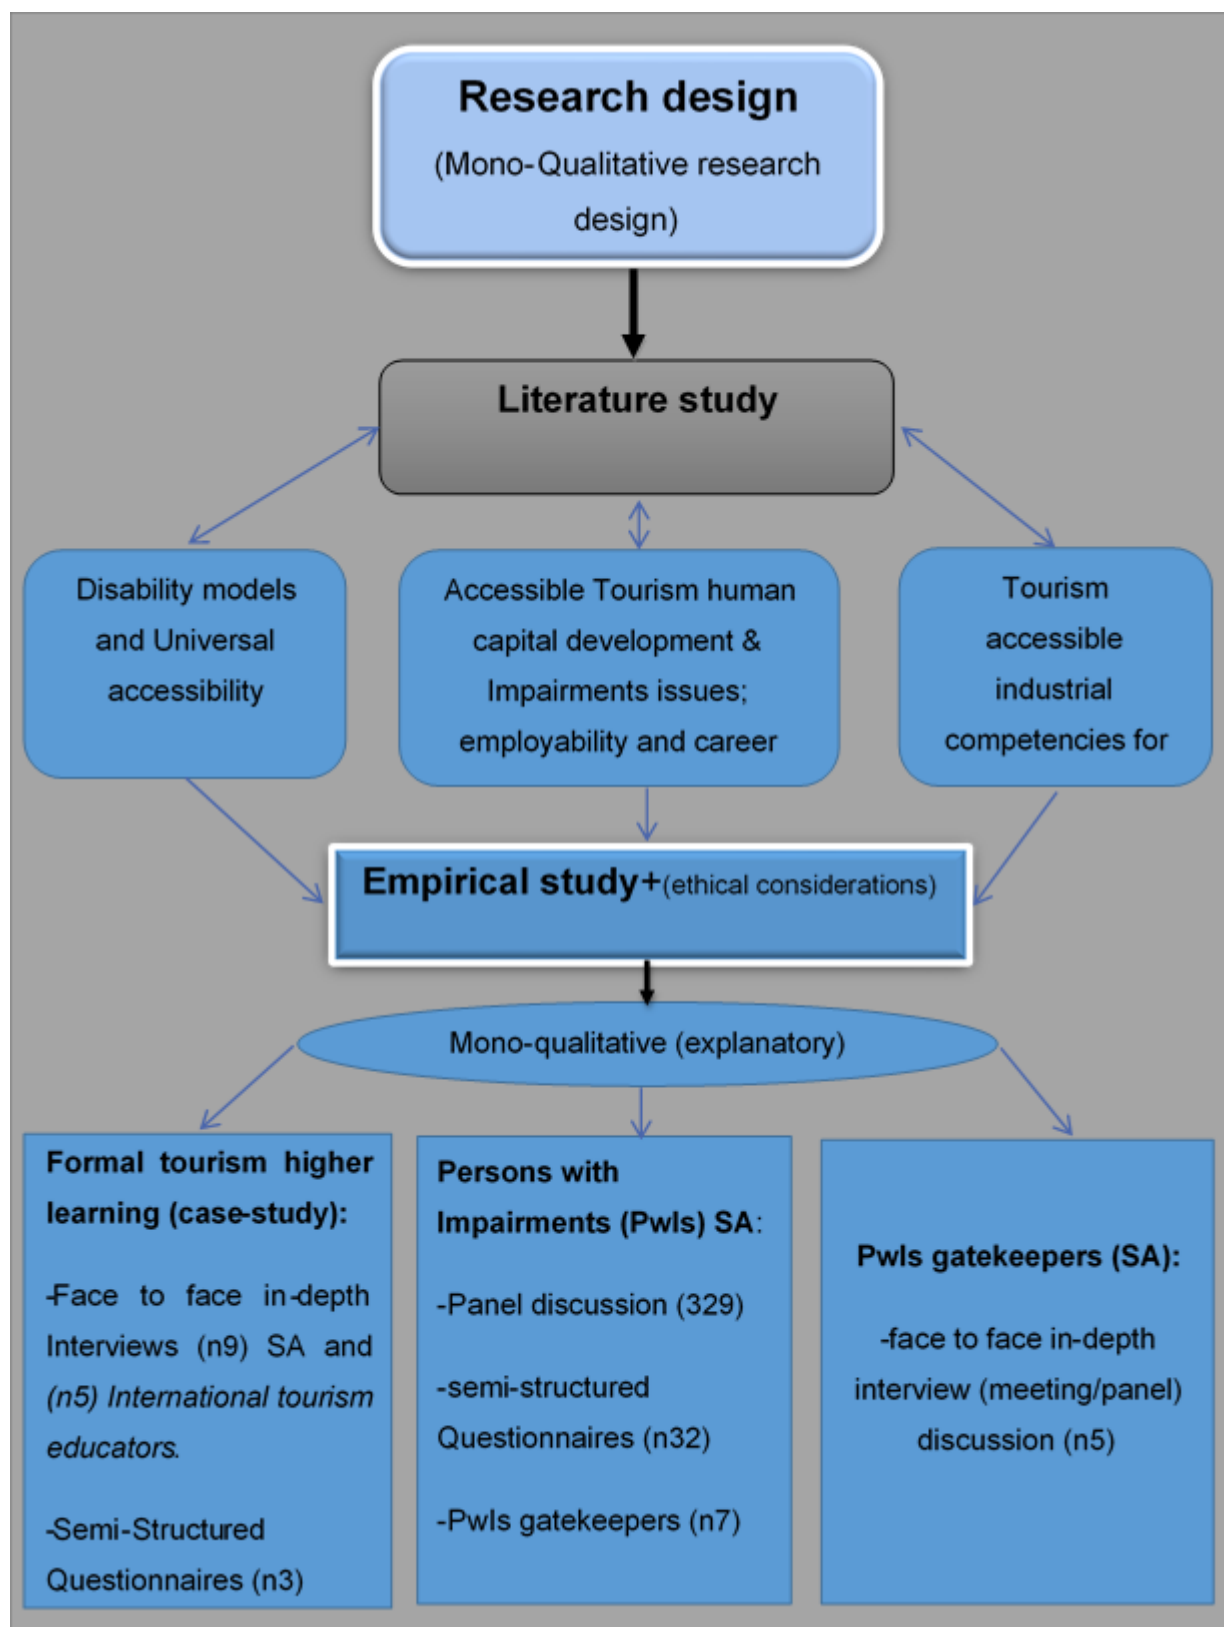 Research design
(Mono-Qualitative research
design)
Literature study
Disability models
and Universal
accessibility
Accessible Tourism human
capital development &
Impairments issues;
employability and career
Tourism
accessible
industrial
competencies for
Empirical study+(ethical considerations)
Mono-qualitative (explanatory)
Formal tourism higher
learning (case-study):
-Face to face in-depth
Interviews (n9) SA and
(n5) International tourism
educators.
-Semi-Structured
Questionnaires (n3)
Persons with
Impairments (PwIs) SA:
-Panel discussion (329)
-semi-structured
Questionnaires (n32)
-PwIs gatekeepers (n7)
PwIs gatekeepers (SA):
-face to face in-depth
interview (meeting/panel)
discussion (n5)